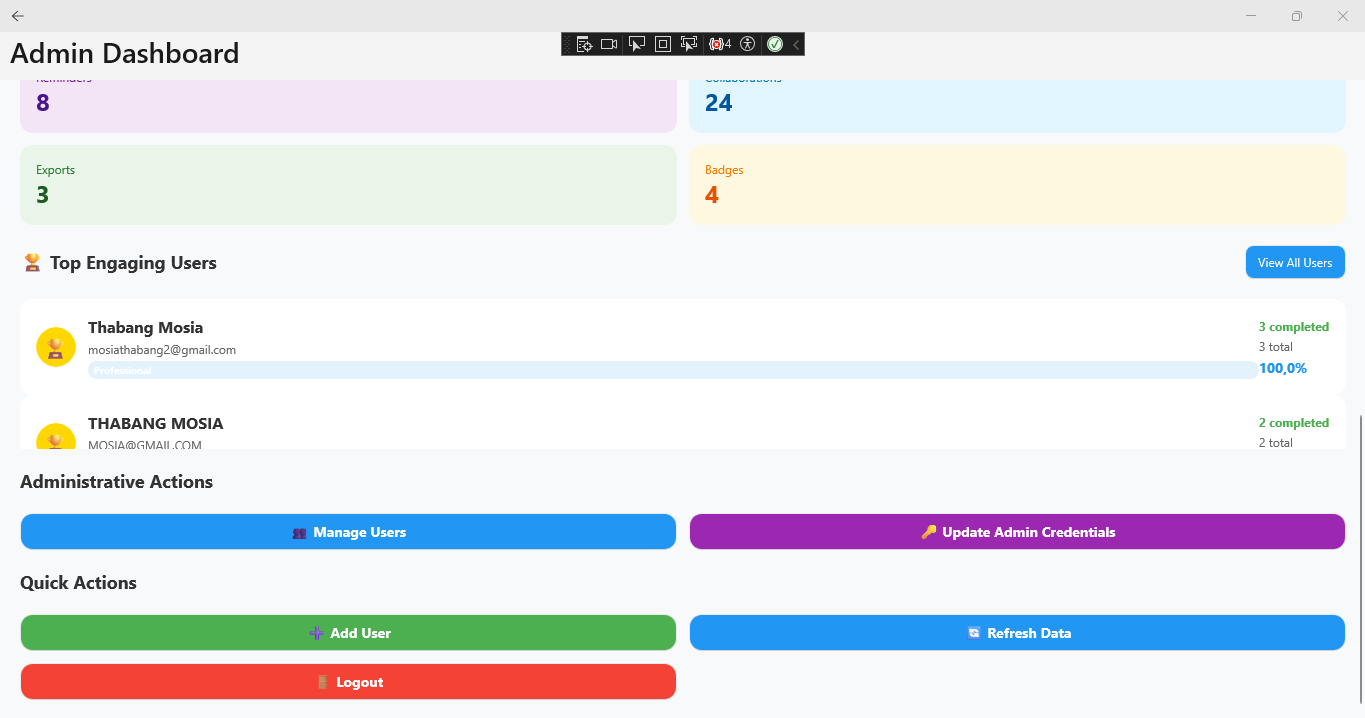 Admin Dashboard
4
Reminders
Collaborations
8
24
Exports
Badges
3
4
Top Engaging Users
View All Users
Thabang Mosia
mosiathabang2@gmail.com
Professional
3 completed
3 total
100,0%
THABANG MOSIA
MOSIA@GMAIL.COM
2 completed
2 total
Administrative Actions
Manage Users
Update Admin Credentials
Quick Actions
Add User
Refresh Data
Logout